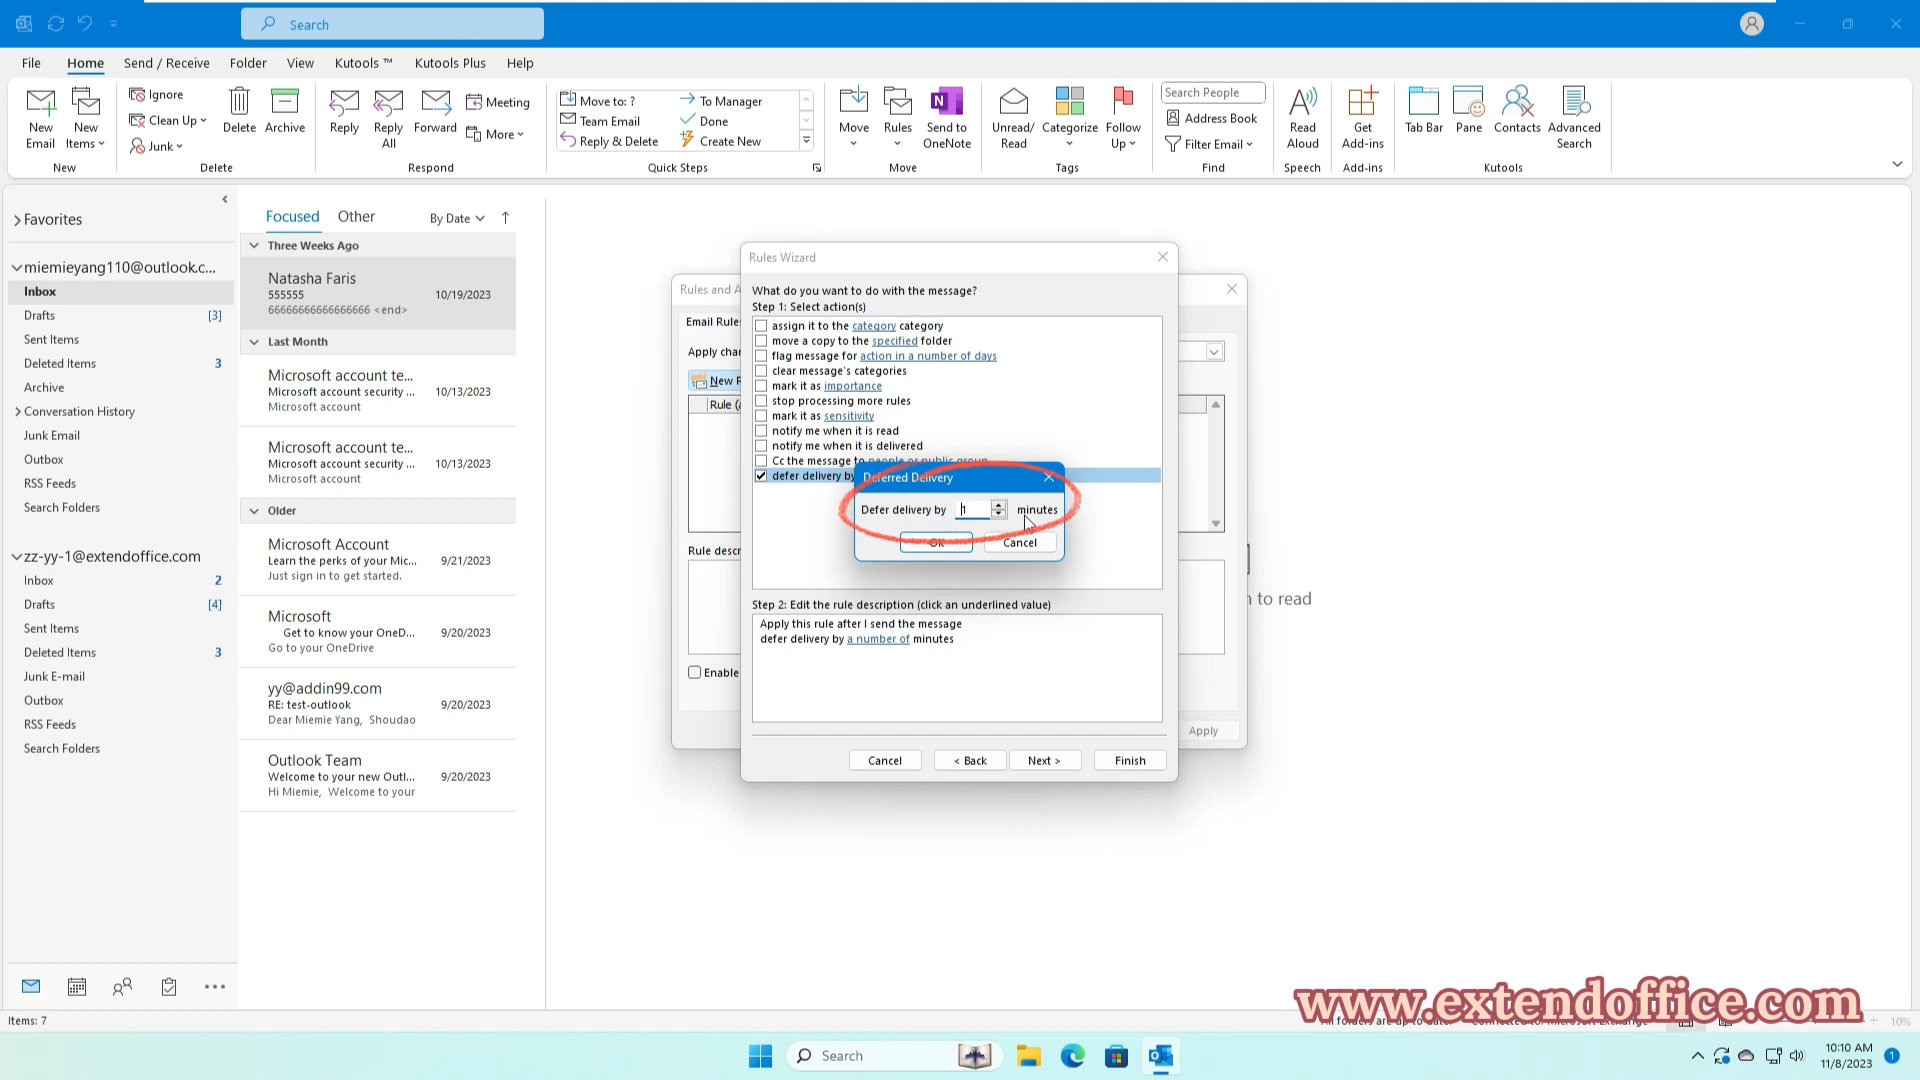 Search
File Home Send / Receive Folder View Kutools ™ Kutools Plus Help
New Email
New Items
New
Ignore
Clean Up
Junk
Delete
Archive
Delete
Reply
Reply All
Forward
Meeting
More
Respond
Move to: ?
Team Email
Reply & Delete
To Manager
Done
Create New
Quick Steps
Move
Rules
Send to OneNote
Move
Unread/ Read
Categorize
Follow Up
Tags
Search People
Address Book
Filter Email
Find
Read Aloud
Speech
Get Add-ins
Add-ins
Tab Bar
Pane
Contacts
Advanced Search
Kutools
Favorites
miemieyang110@outlook.c...
Inbox
Drafts [3]
Sent Items
Deleted Items 3
Archive
Conversation History
Junk Email
Outbox
RSS Feeds
Search Folders
zz-yy-1@extendoffice.com
Inbox 2
Drafts [4]
Sent Items
Deleted Items 3
Junk E-mail
Outbox
RSS Feeds
Search Folders
Items: 7
Focused Other By Date
Three Weeks Ago
Natasha Faris
555555 10/19/2023
66666666666666666 <end>
Last Month
Microsoft account te...
Microsoft account security ... 10/13/2023
Microsoft account
Microsoft account te...
Microsoft account security ... 10/13/2023
Microsoft account
Older
Microsoft Account
Learn the perks of your Mic... 9/21/2023
Just sign in to get started.
Microsoft
Get to know your OneD... 9/20/2023
Go to your OneDrive
yy@addin99.com
RE: test-outlook 9/20/2023
Dear Miemie Yang, Shoudao
Outlook Team
Welcome to your new Outl... 9/20/2023
Hi Miemie, Welcome to your
Rules and A
Email Rules
Apply chan
New R
Rule (a
Rule descr
Enable
Apply
to read
Rules Wizard
What do you want to do with the message?
Step 1: Select action(s)
assign it to the category category
move a copy to the specified folder
flag message for action in a number of days
clear message's categories
mark it as importance
stop processing more rules
mark it as sensitivity
notify me when it is read
notify me when it is delivered
Cc the message to people or public group
defer delivery by
Deferred Delivery
Defer delivery by 1 minutes
OK Cancel
Step 2: Edit the rule description (click an underlined value)
Apply this rule after I send the message
defer delivery by a number of minutes
Cancel < Back Next > Finish
www.extendoffice.com
10%
Search
10:10 AM
11/8/2023
1